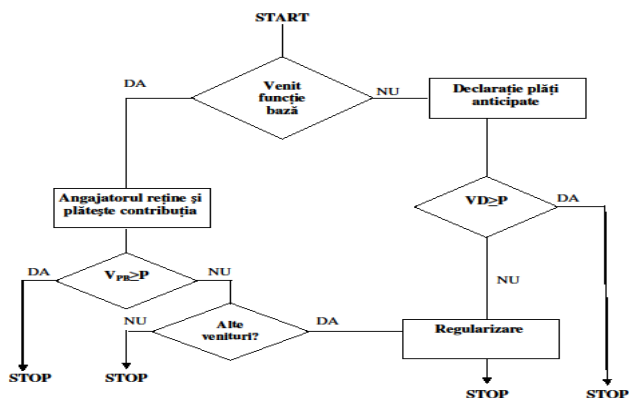 START
DA
Venit
funcție
bază
NU
Declarație plăți
anticipate
Angajatorul reține și
plătește contribuția
VD≥P
DA
DA
V_PB≥P
NU
NU
NU
Alte
venituri?
DA
Regularizare
STOP
STOP
STOP
STOP